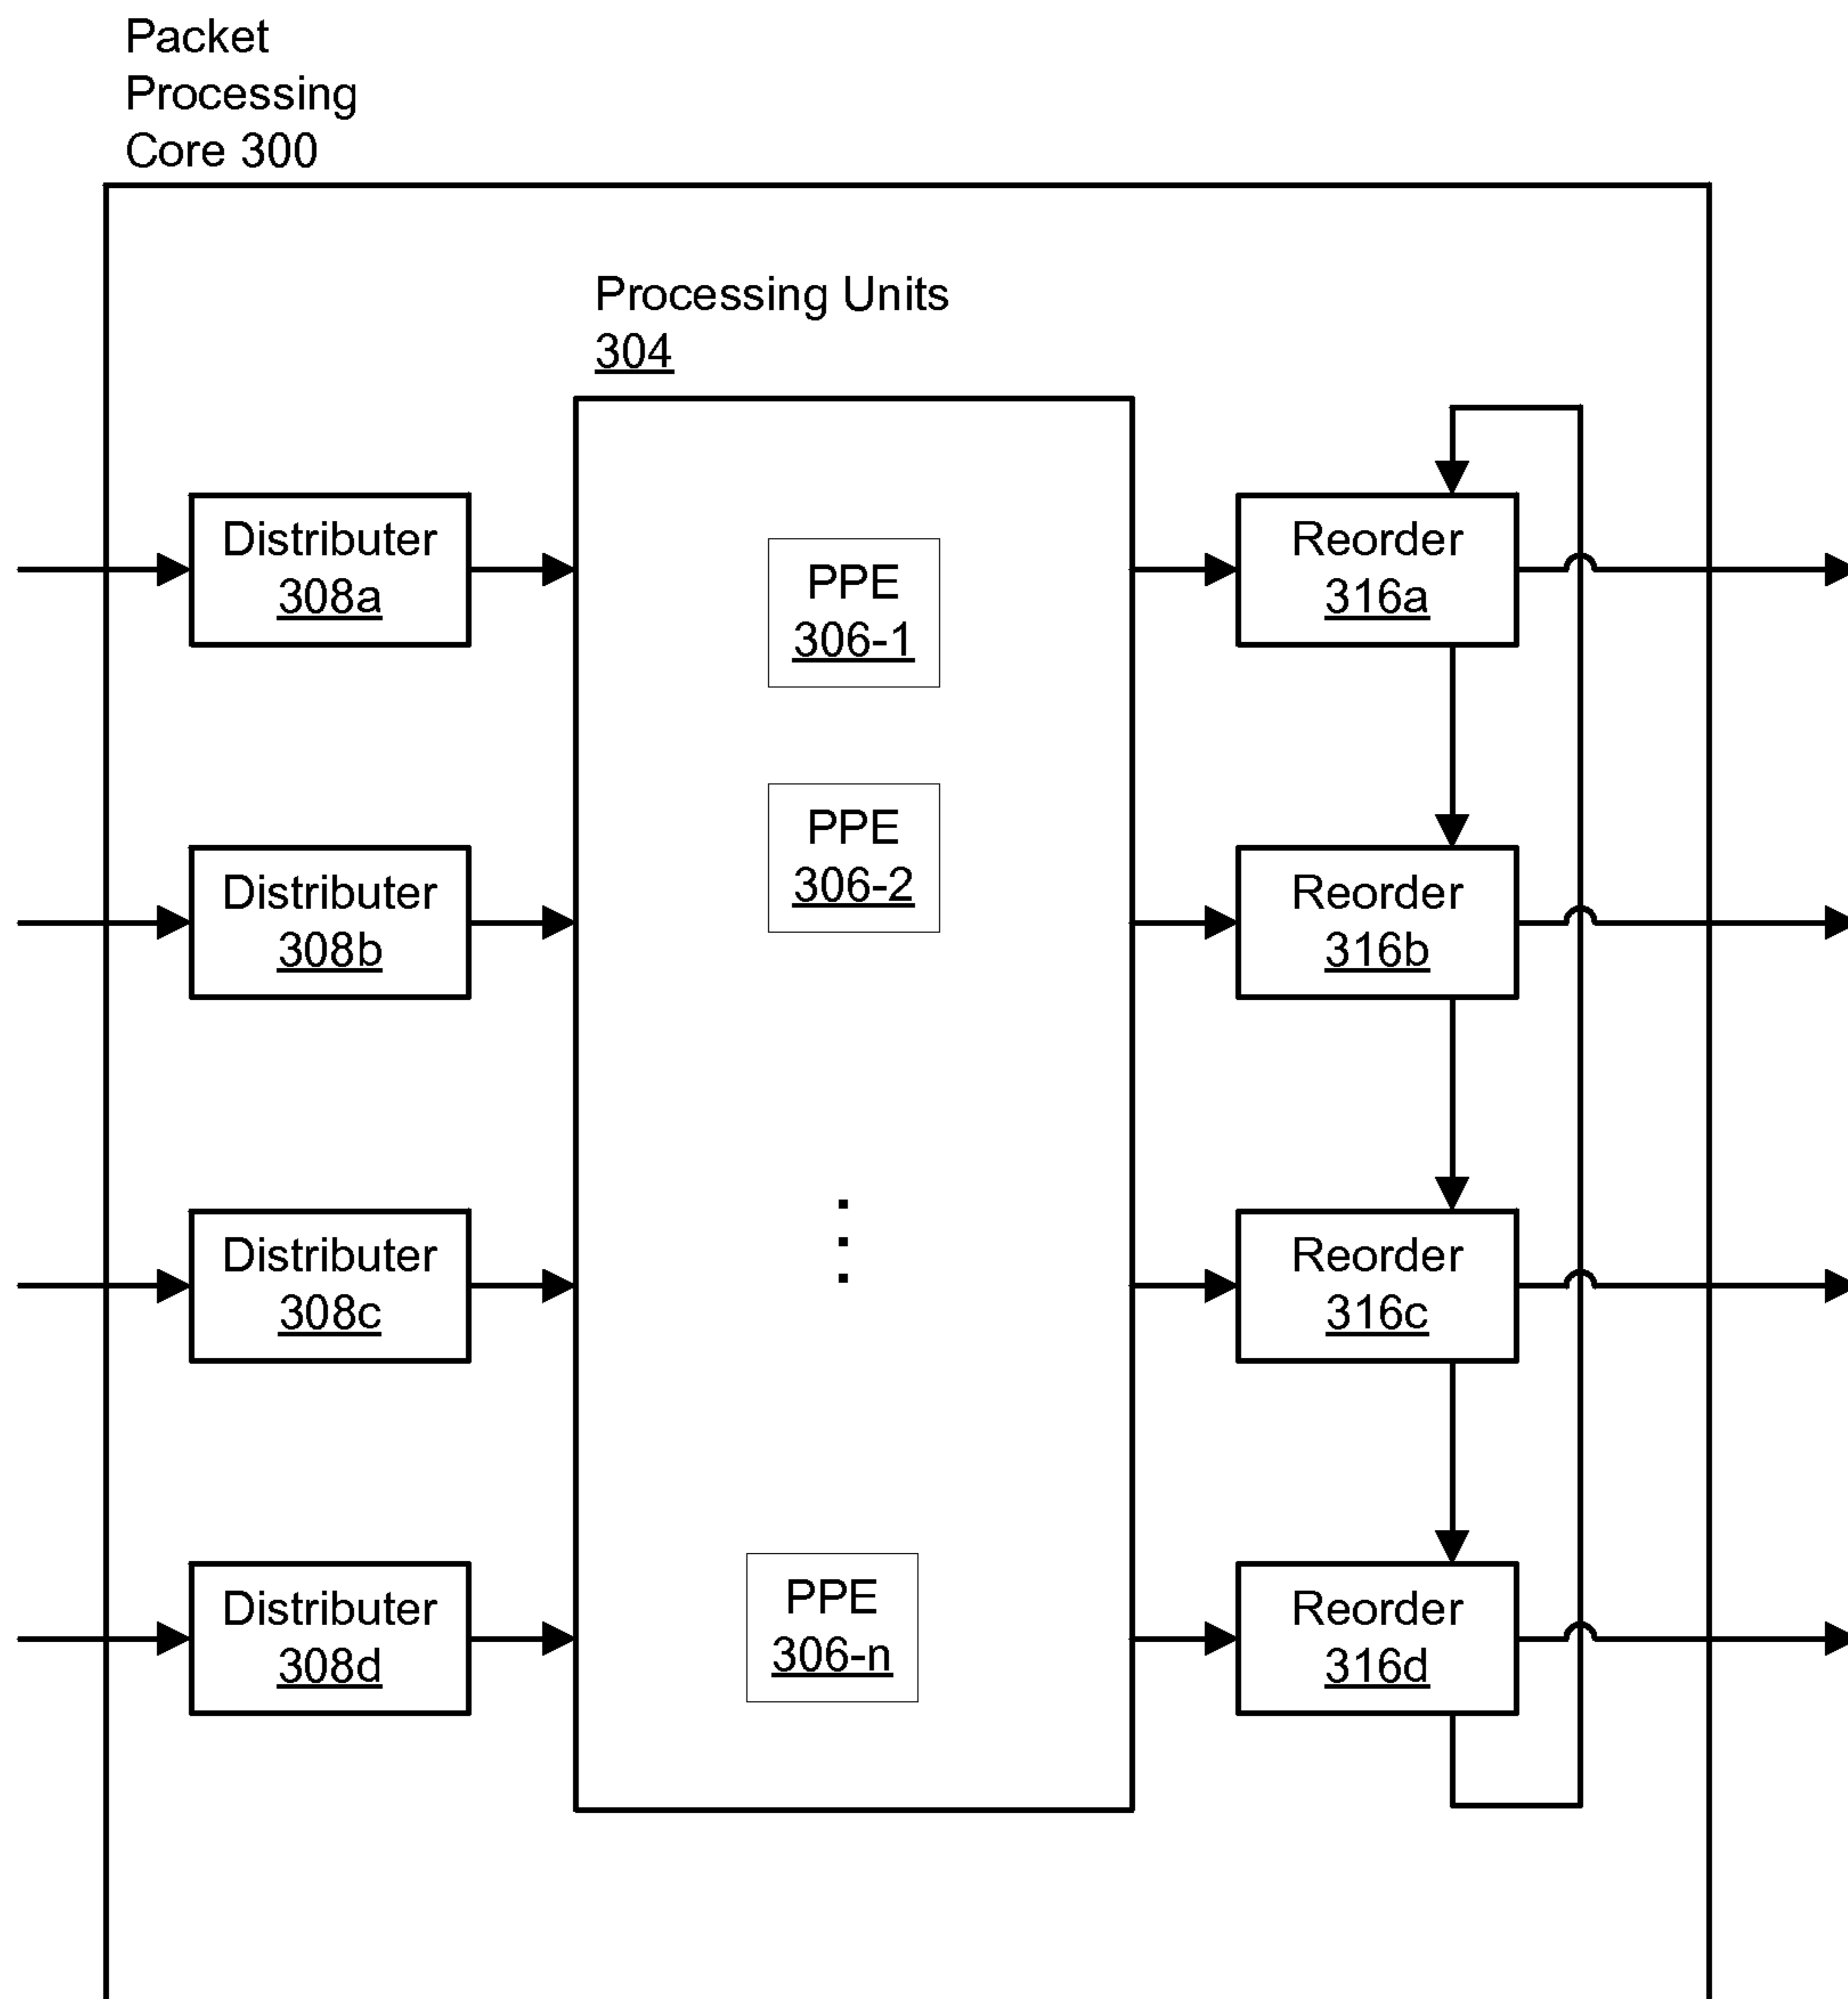 Packet
Processing
Core 300
Processing Units
304
Distributer
308a
PPE
306-1
Reorder
316a
Distributer
308b
PPE
306-2
Reorder
316b
Distributer
308c
Reorder
316c
Distributer
308d
PPE
306-n
Reorder
316d